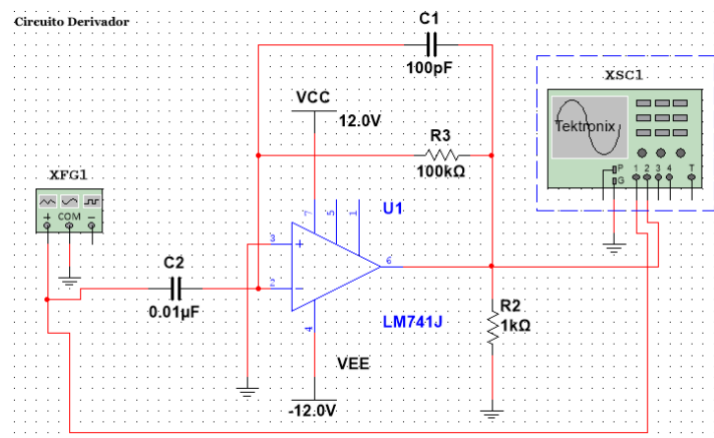 Circuito Derivador
C1
100pF
XSC1
VCC
12.0V
Tektronix
R3
100kΩ
P
G
1 2 3 4
T
XFG1
+ COM −
7
5
1
U1
3
+
6
C2
0.01µF
2
−
LM741J
4
R2
1kΩ
VEE
-12.0V